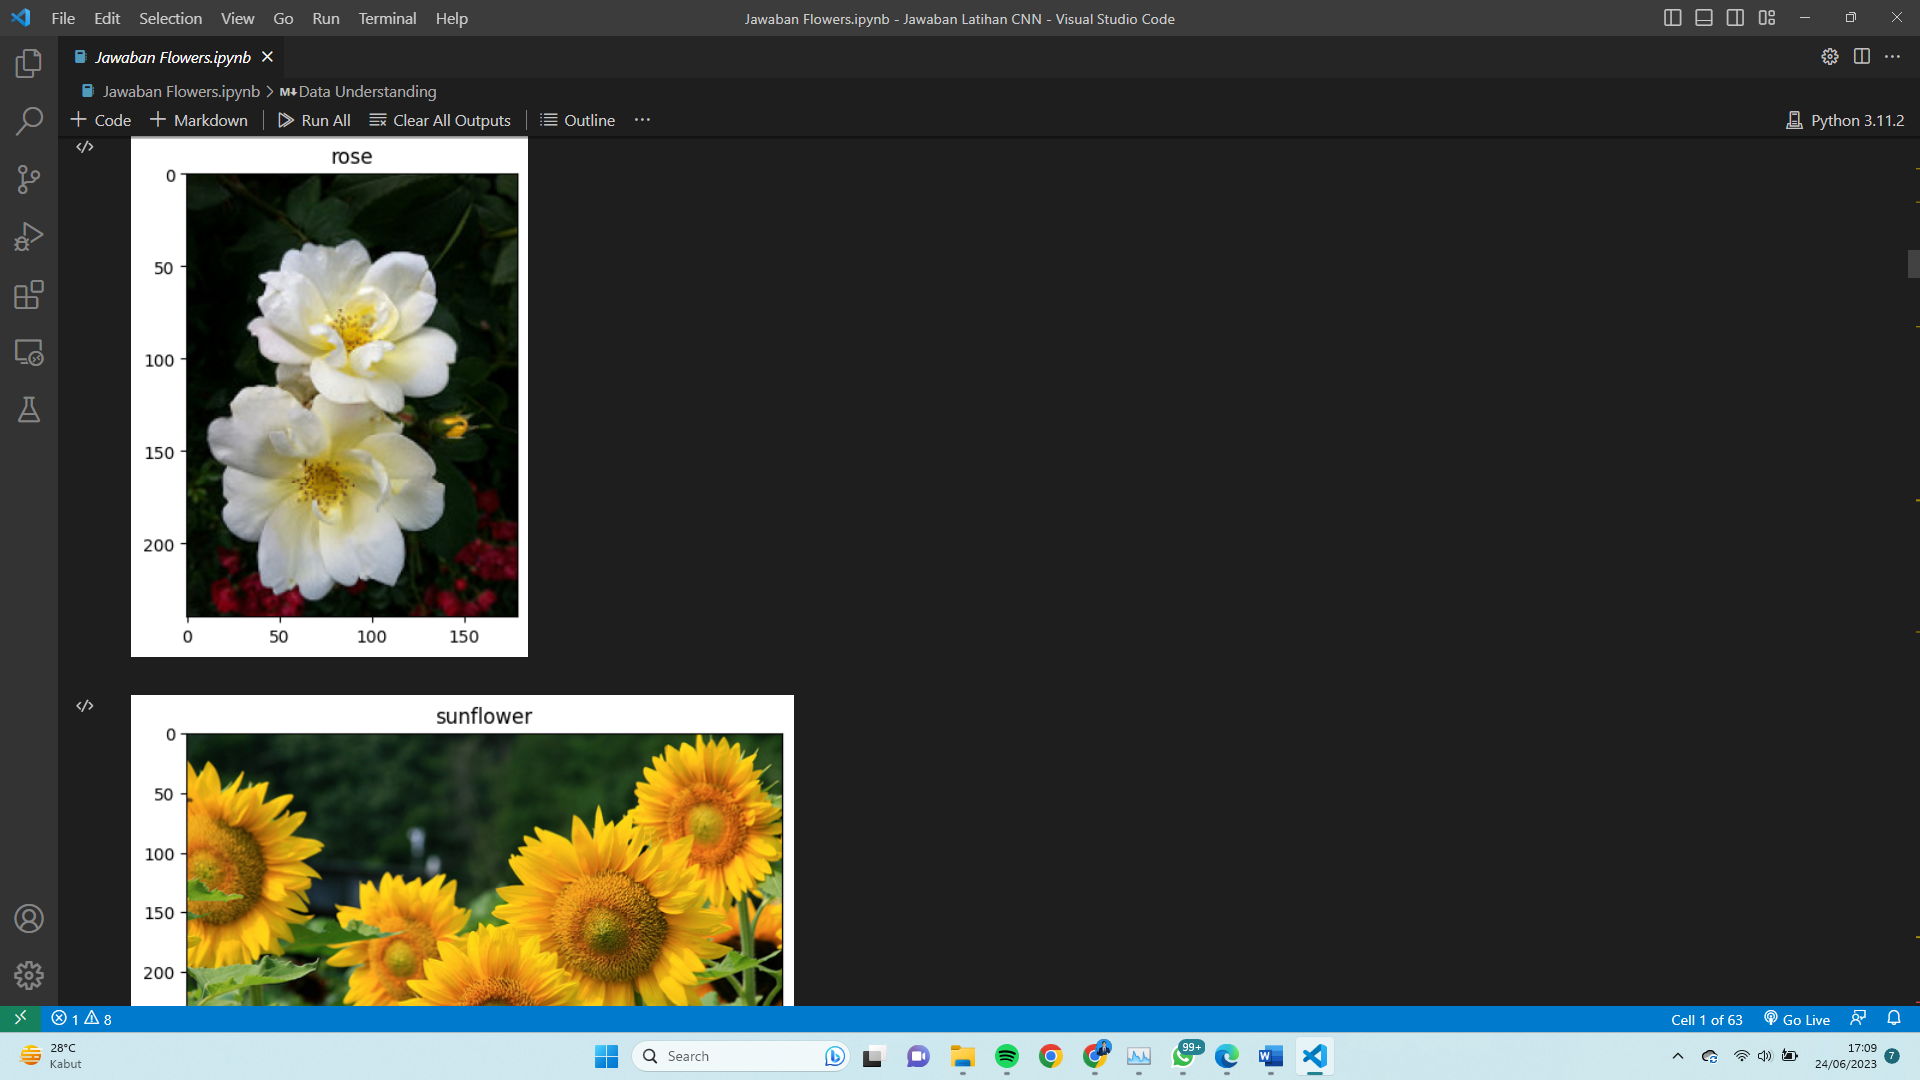 File Edit Selection View Go Run Terminal Help
Jawaban Flowers.ipynb - Jawaban Latihan CNN - Visual Studio Code
Jawaban Flowers.ipynb
Jawaban Flowers.ipynb > M Data Understanding
+ Code + Markdown Run All Clear All Outputs Outline ...
Python 3.11.2
rose
0
50
100
150
200
0 50 100 150
sunflower
0
50
100
150
200
1 8
Cell 1 of 63 Go Live
28°C
Kabut
Search
99+
W
17:09
24/06/2023
7